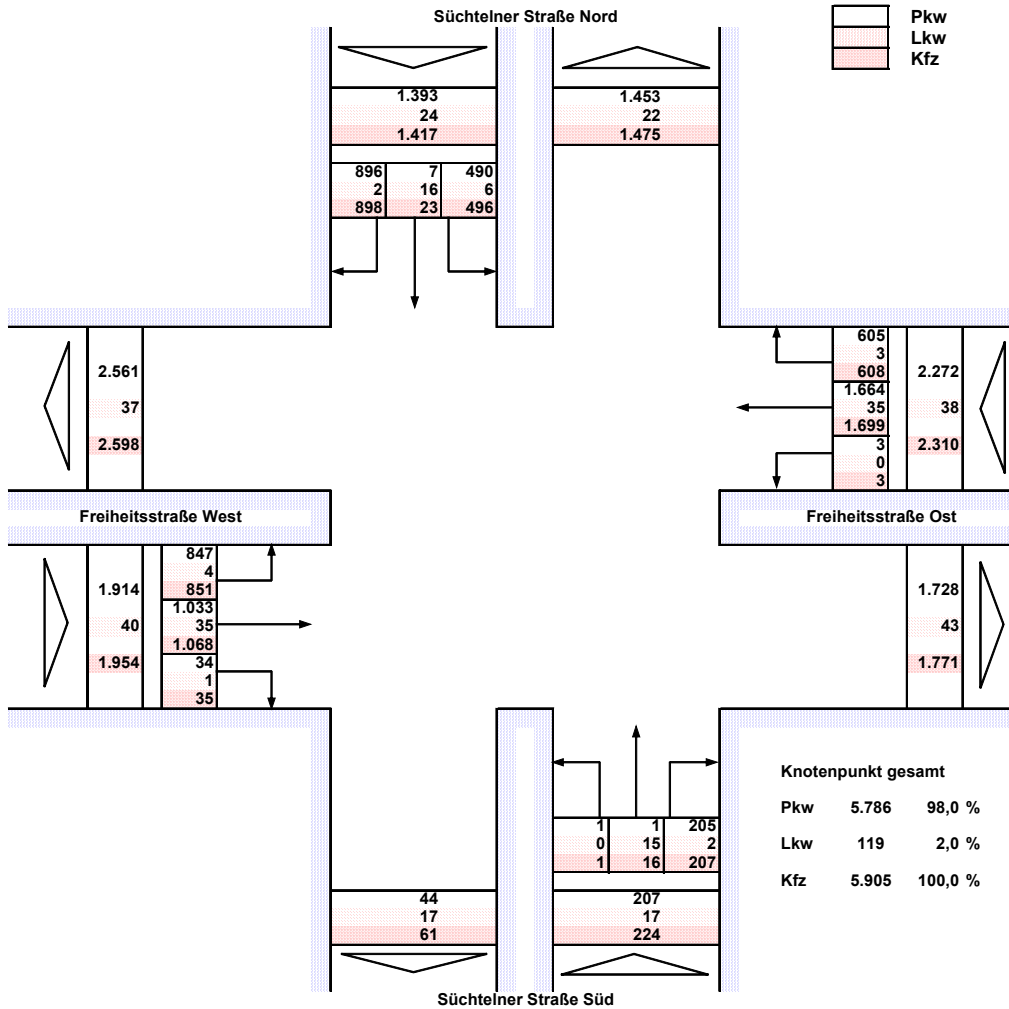 Süchtelner Straße Nord
Pkw
Lkw
Kfz
1.393
24
1.417
1.453
22
1.475
896 7 490
2 16 6
898 23 496
2.561
37
2.598
605
3
608
1.664
35
1.699
3
0
3
2.272
38
2.310
Freiheitsstraße West
Freiheitsstraße Ost
1.914
40
1.954
847
4
851
1.033
35
1.068
34
1
35
1.728
43
1.771
1 1 205
0 15 2
1 16 207
44
17
61
207
17
224
Knotenpunkt gesamt
Pkw 5.786 98,0 %
Lkw 119 2,0 %
Kfz 5.905 100,0 %
Süchtelner Straße Süd